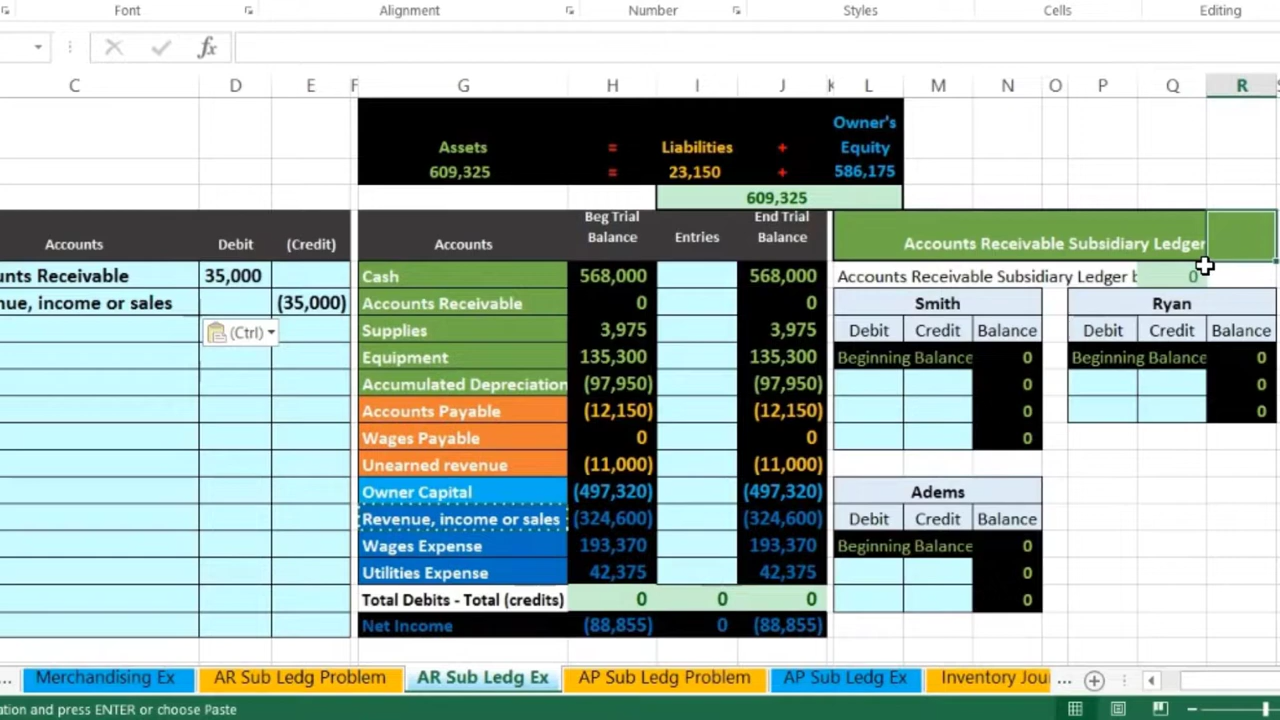 Font Alignment Number Styles Cells Editing
fx
C D E F G H I J K L M N O P Q R
Owner's
Assets = Liabilities + Equity
609,325 = 23,150 + 586,175
609,325
Beg Trial End Trial
Accounts Debit (Credit) Accounts Balance Entries Balance Accounts Receivable Subsidiary Ledger
unts Receivable 35,000 Cash 568,000 568,000 Accounts Receivable Subsidiary Ledger b 0
nue, income or sales (35,000) Accounts Receivable 0 0 Smith Ryan
(Ctrl) Supplies 3,975 3,975 Debit Credit Balance Debit Credit Balance
Equipment 135,300 135,300 Beginning Balance 0 Beginning Balance 0
Accumulated Depreciation (97,950) (97,950) 0 0
Accounts Payable (12,150) (12,150) 0 0
Wages Payable 0 0 0
Unearned revenue (11,000) (11,000)
Owner Capital (497,320) (497,320) Adems
Revenue, income or sales (324,600) (324,600) Debit Credit Balance
Wages Expense 193,370 193,370 Beginning Balance 0
Utilities Expense 42,375 42,375 0
Total Debits - Total (credits) 0 0 0 0
Net Income (88,855) 0 (88,855)
... Merchandising Ex AR Sub Ledg Problem AR Sub Ledg Ex AP Sub Ledg Problem AP Sub Ledg Ex Inventory Jou ...
ation and press ENTER or choose Paste